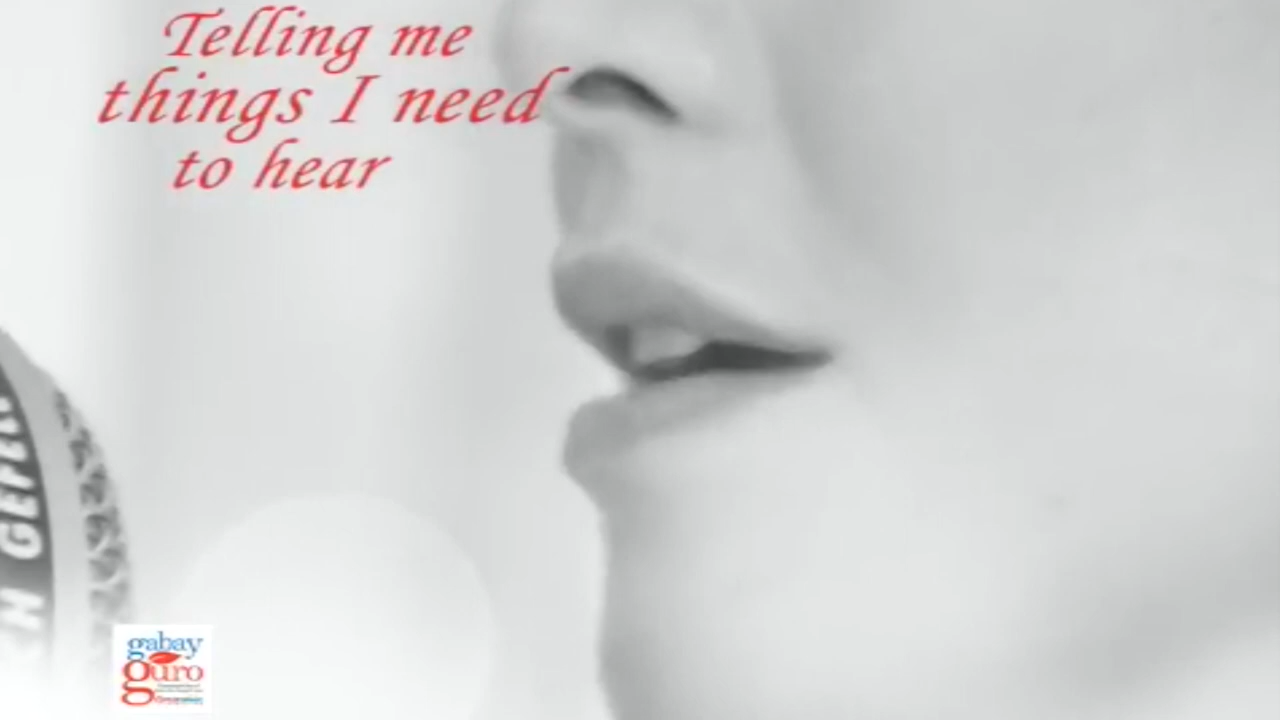 Telling me
things I need
to hear
gabay
guro